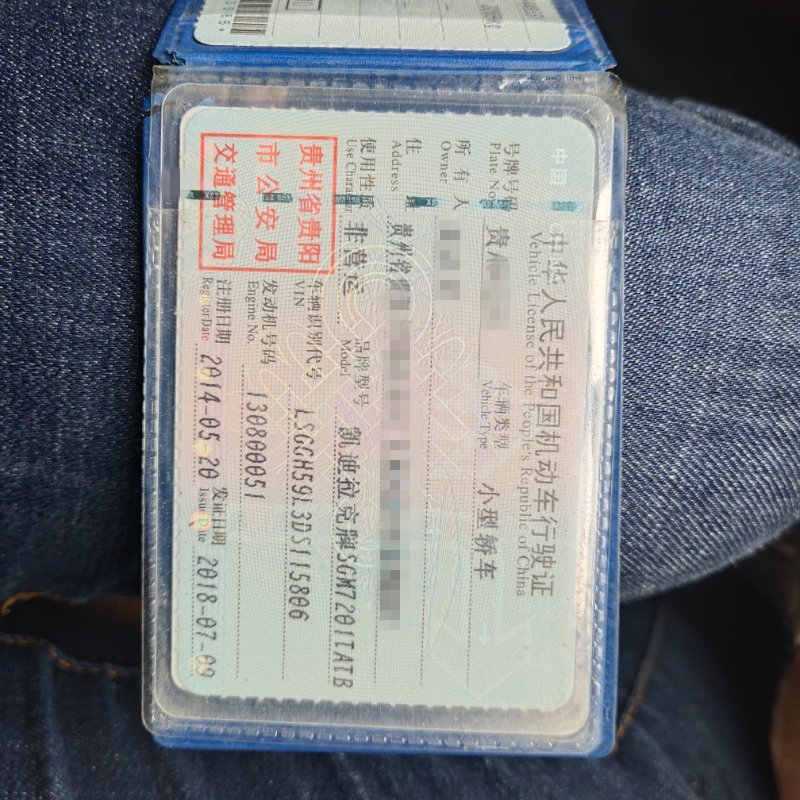 中华人民共和国机动车行驶证
Vehicle License of the People's Republic of China
号牌号码 贵A 车辆类型 小型轿车
Plate No. Vehicle Type
所有人
Owner
住 址 贵州省
Address
使用性质 非营运 品牌型号 凯迪拉克牌SGM7201TATB
Use Character Model
贵州省贵阳
市公安局
交通管理局
车辆识别代号 LSGGH59L3DS115806
VIN
发动机号码 130800051
Engine No.
注册日期 2014-05-20 发证日期 2018-07-09
Register Date Issue Date